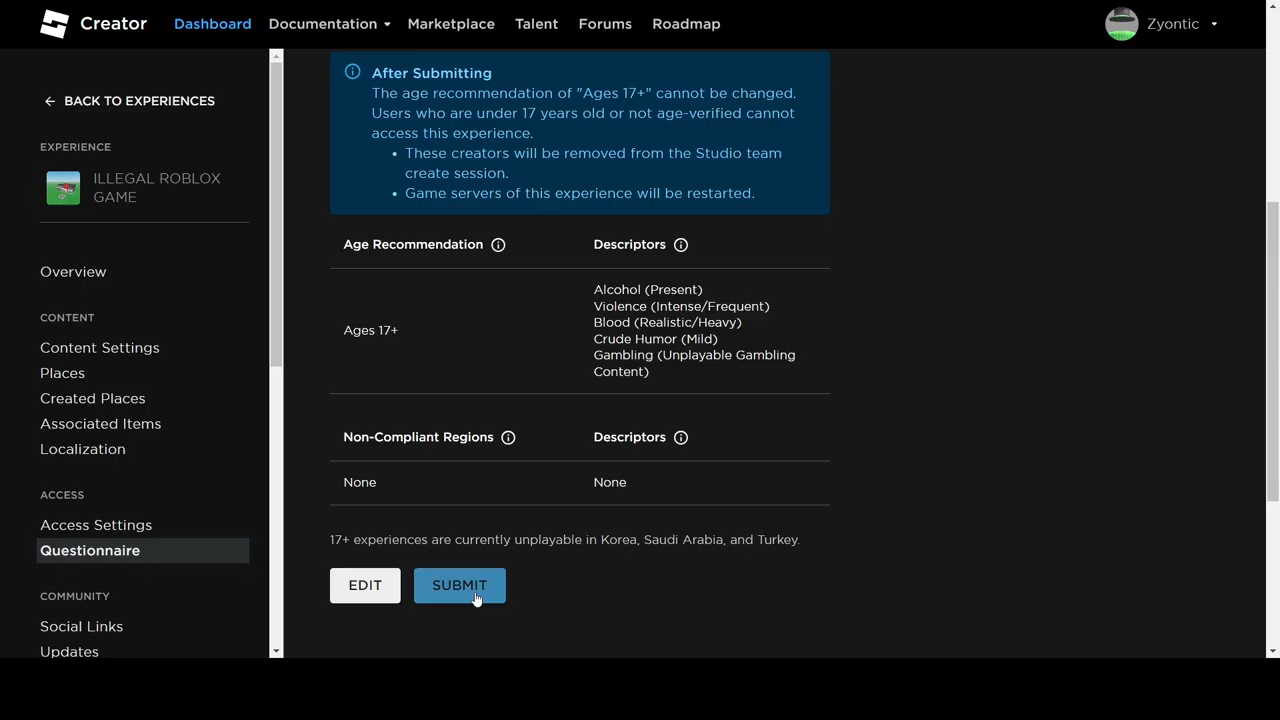 Creator
Dashboard
Documentation
Marketplace
Talent
Forums
Roadmap
Zyontic
BACK TO EXPERIENCES
EXPERIENCE
ILLEGAL ROBLOX
GAME
Overview
CONTENT
Content Settings
Places
Created Places
Associated Items
Localization
ACCESS
Access Settings
Questionnaire
COMMUNITY
Social Links
Updates
After Submitting
The age recommendation of "Ages 17+" cannot be changed.
Users who are under 17 years old or not age-verified cannot
access this experience.
• These creators will be removed from the Studio team
create session.
• Game servers of this experience will be restarted.
Age Recommendation
Descriptors
Ages 17+
Alcohol (Present)
Violence (Intense/Frequent)
Blood (Realistic/Heavy)
Crude Humor (Mild)
Gambling (Unplayable Gambling
Content)
Non-Compliant Regions
Descriptors
None
None
17+ experiences are currently unplayable in Korea, Saudi Arabia, and Turkey.
EDIT
SUBMIT